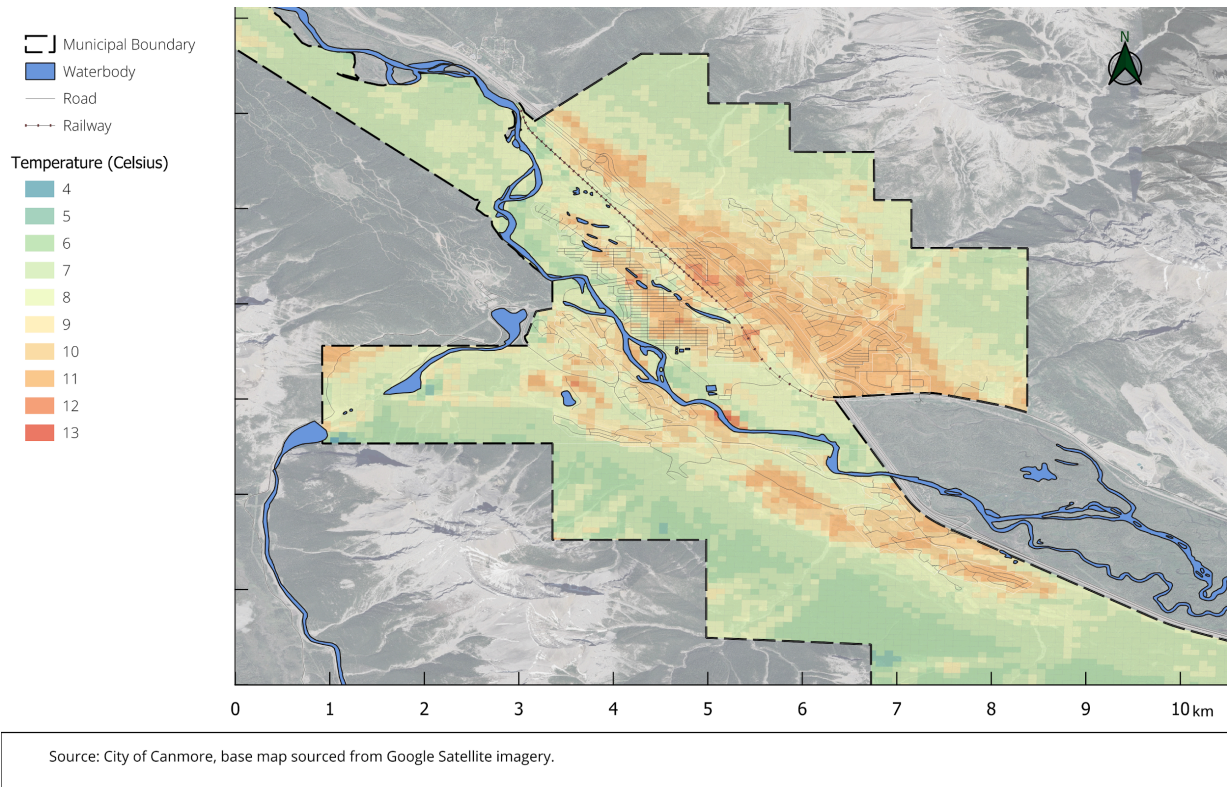 Municipal Boundary
Waterbody
Road
Railway
Temperature (Celsius)
4
5
6
7
8
9
10
11
12
13
N
0 1 2 3 4 5 6 7 8 9 10 km
Source: City of Canmore, base map sourced from Google Satellite imagery.